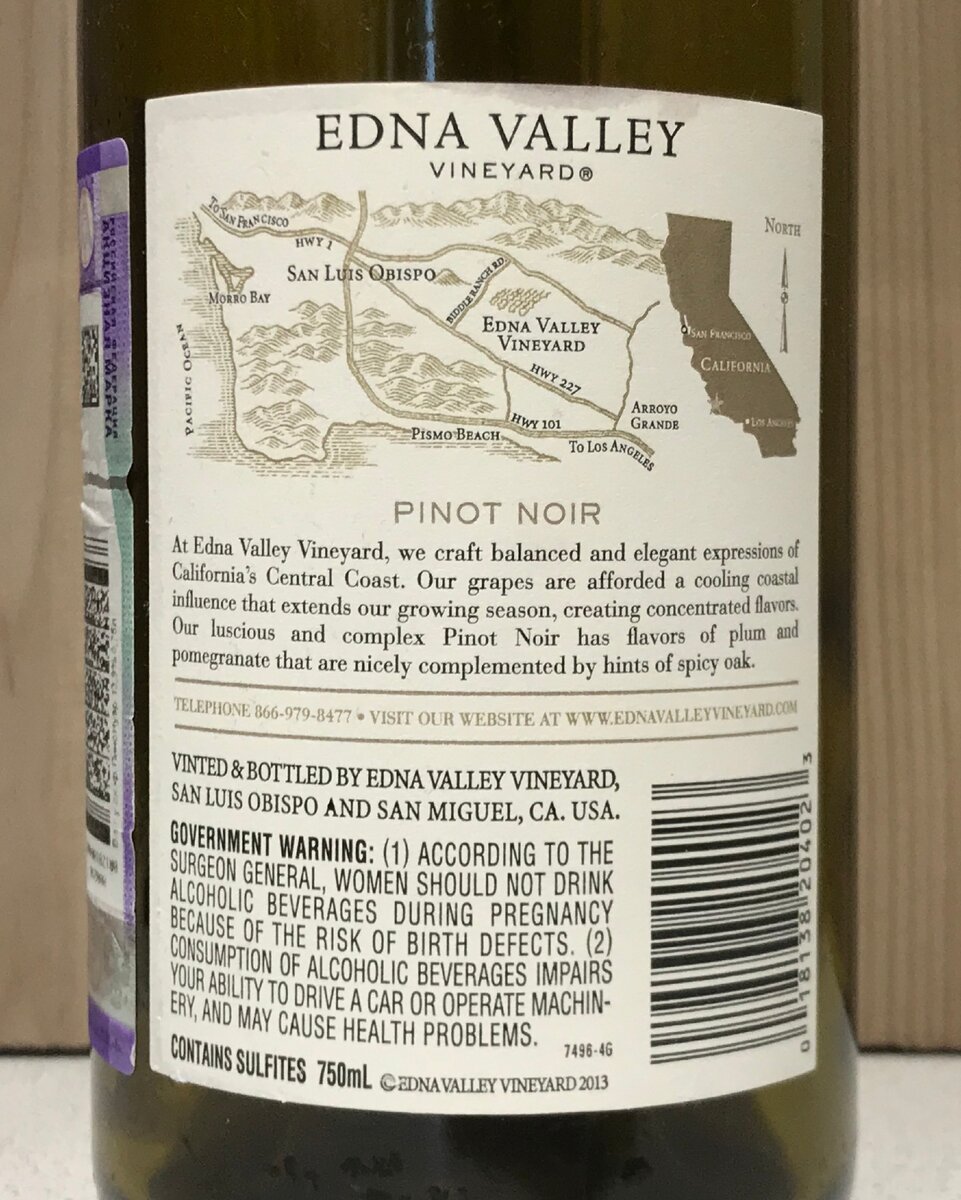 EDNA VALLEY
VINEYARD®
TO SAN FRANCISCO
HWY 1
NORTH
SAN LUIS OBISPO
MORRO BAY
BIDDLE RANCH RD.
EDNA VALLEY
VINEYARD
PACIFIC OCEAN
HWY 227
SAN FRANCISCO
CALIFORNIA
LOS ANGELES
ARROYO
GRANDE
HWY 101
PISMO BEACH
TO LOS ANGELES
PINOT NOIR
At Edna Valley Vineyard, we craft balanced and elegant expressions of
California's Central Coast. Our grapes are afforded a cooling coastal
influence that extends our growing season, creating concentrated flavors.
Our luscious and complex Pinot Noir has flavors of plum and
pomegranate that are nicely complemented by hints of spicy oak.
TELEPHONE 866-979-8477 • VISIT OUR WEBSITE AT WWW.EDNAVALLEYVINEYARD.COM
VINTED & BOTTLED BY EDNA VALLEY VINEYARD,
SAN LUIS OBISPO AND SAN MIGUEL, CA. USA.
GOVERNMENT WARNING: (1) ACCORDING TO THE
SURGEON GENERAL, WOMEN SHOULD NOT DRINK
ALCOHOLIC BEVERAGES DURING PREGNANCY
BECAUSE OF THE RISK OF BIRTH DEFECTS. (2)
CONSUMPTION OF ALCOHOLIC BEVERAGES IMPAIRS
YOUR ABILITY TO DRIVE A CAR OR OPERATE MACHIN-
ERY, AND MAY CAUSE HEALTH PROBLEMS.
7496-4G
CONTAINS SULFITES 750mL © EDNA VALLEY VINEYARD 2013
0 18138 20402 3
РОССИЙСКАЯ ФЕДЕРАЦИЯ
АКЦИЗНАЯ МАРКА